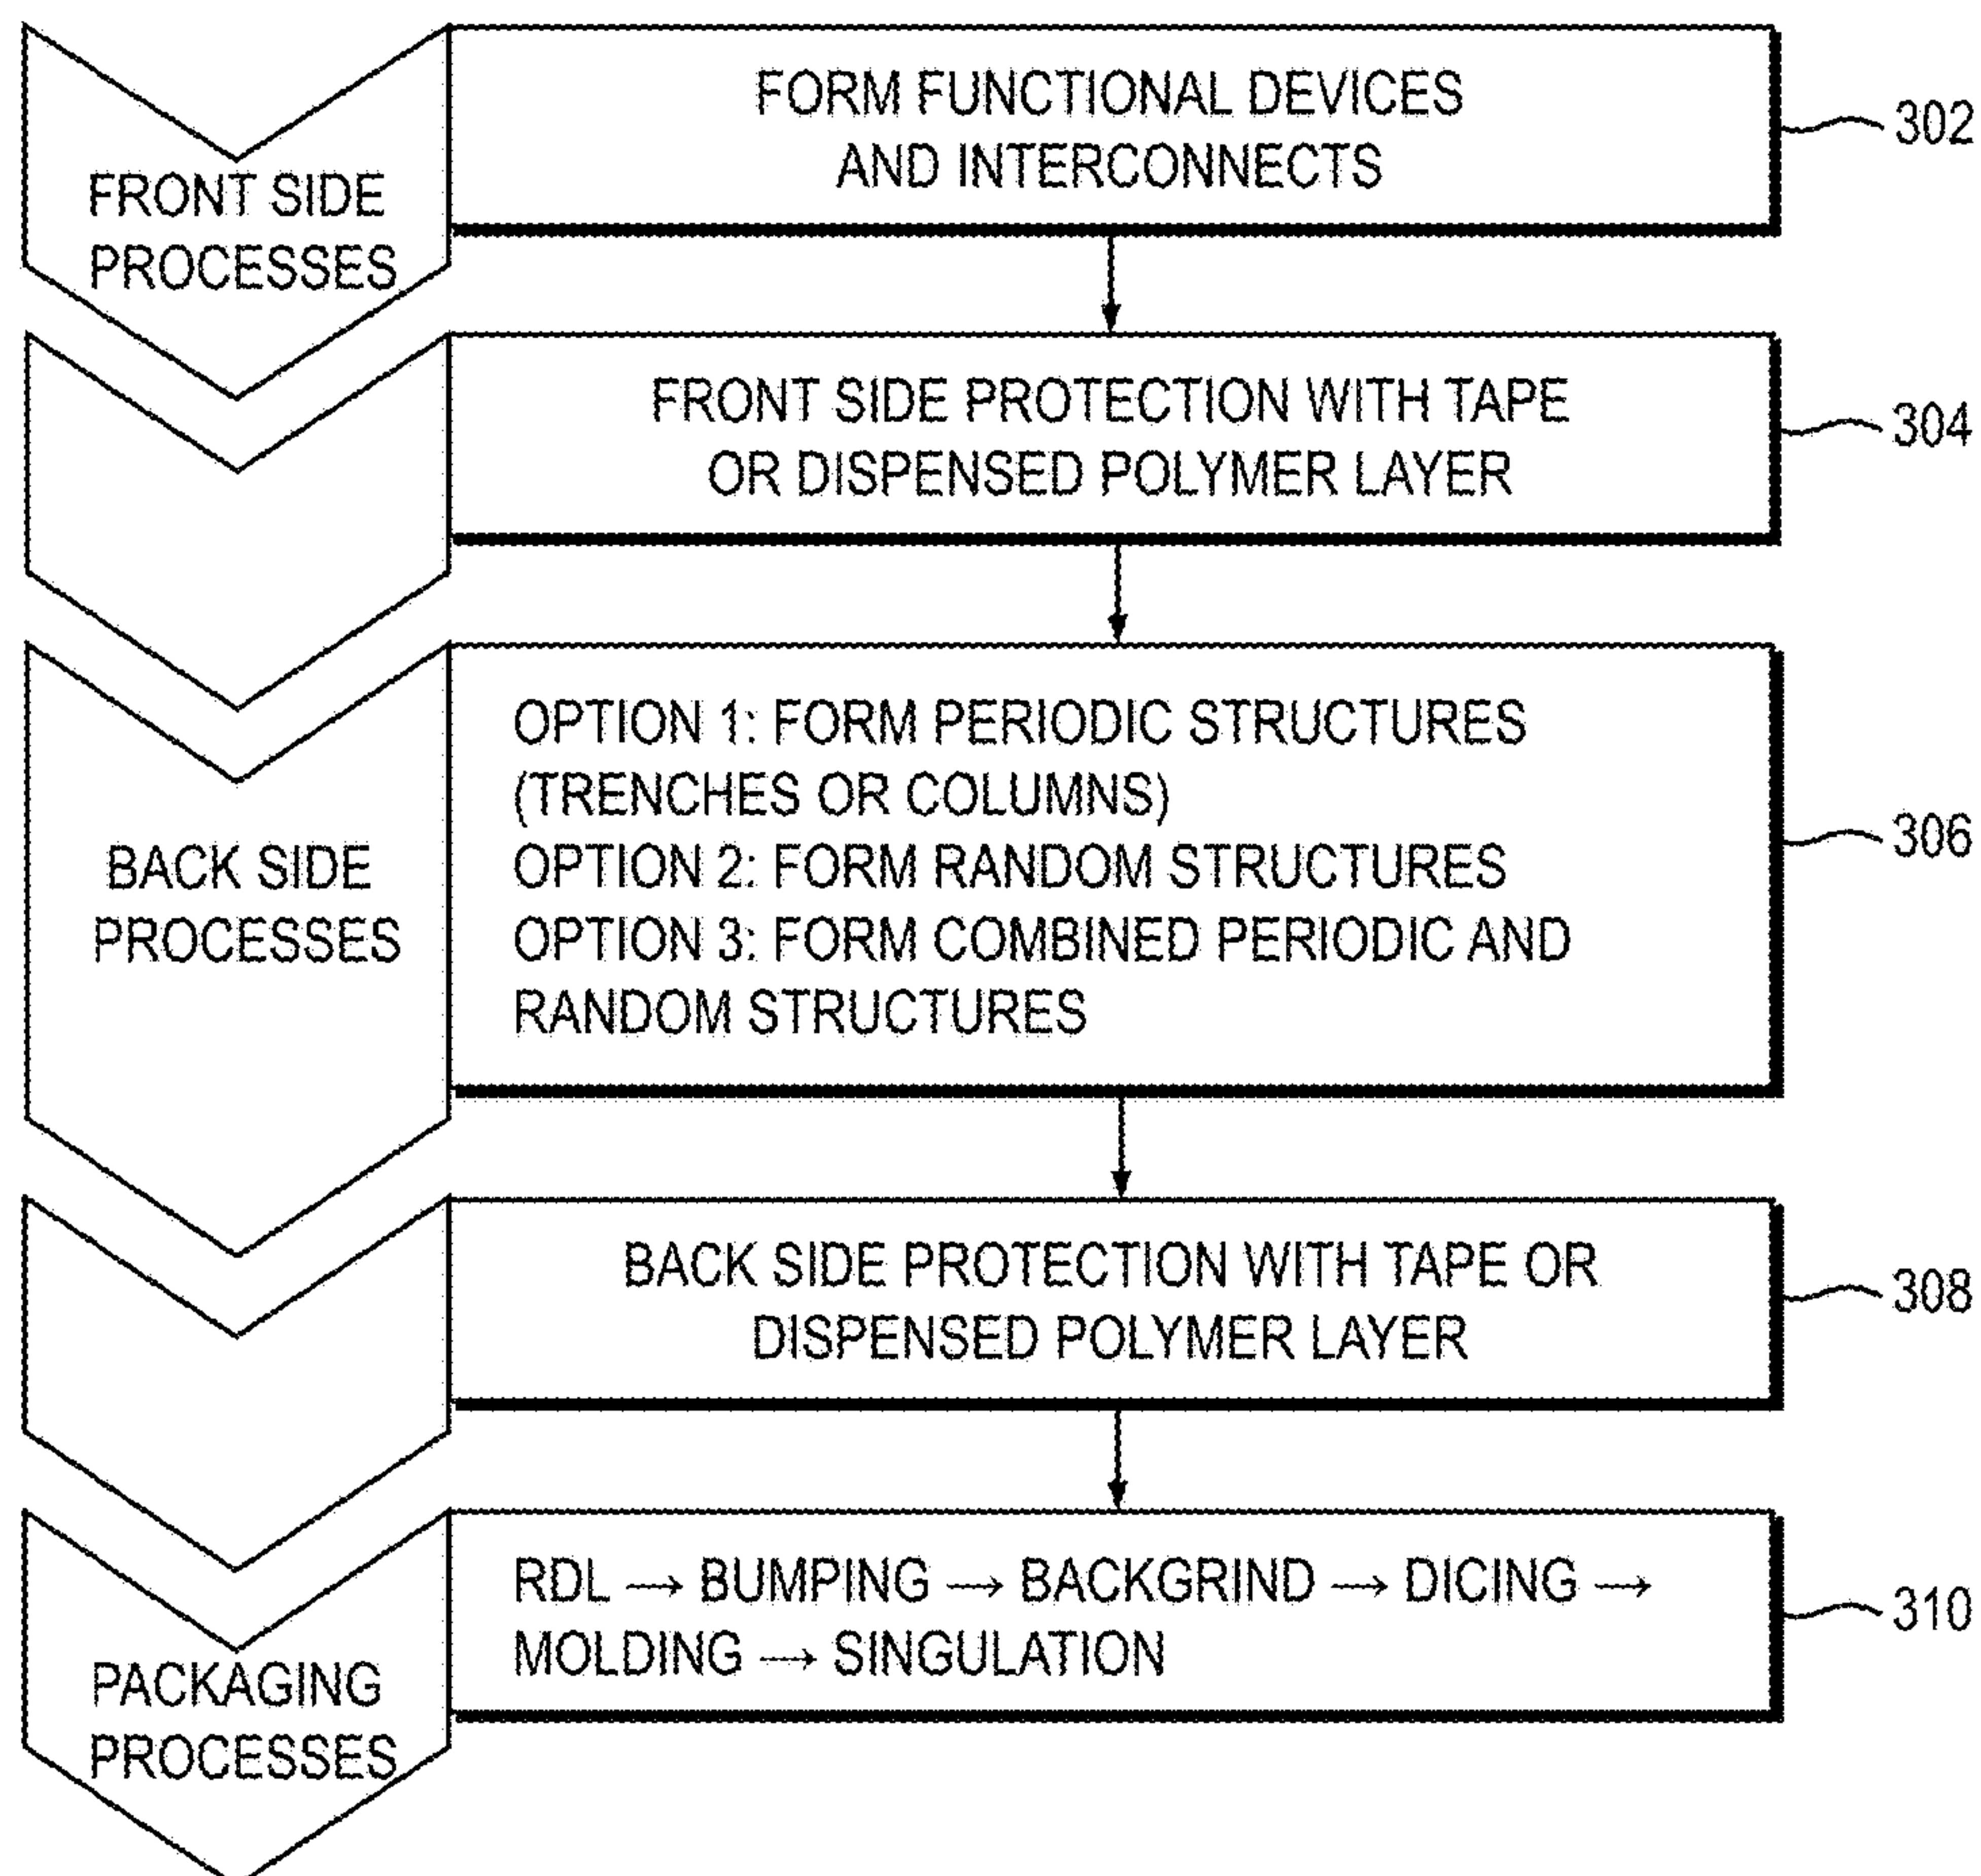 FRONT SIDE
PROCESSES
FORM FUNCTIONAL DEVICES
AND INTERCONNECTS
302
FRONT SIDE PROTECTION WITH TAPE
OR DISPENSED POLYMER LAYER
304
BACK SIDE
PROCESSES
OPTION 1: FORM PERIODIC STRUCTURES
(TRENCHES OR COLUMNS)
OPTION 2: FORM RANDOM STRUCTURES
OPTION 3: FORM COMBINED PERIODIC AND
RANDOM STRUCTURES
306
BACK SIDE PROTECTION WITH TAPE OR
DISPENSED POLYMER LAYER
308
PACKAGING
PROCESSES
RDL → BUMPING → BACKGRIND → DICING →
MOLDING → SINGULATION
310